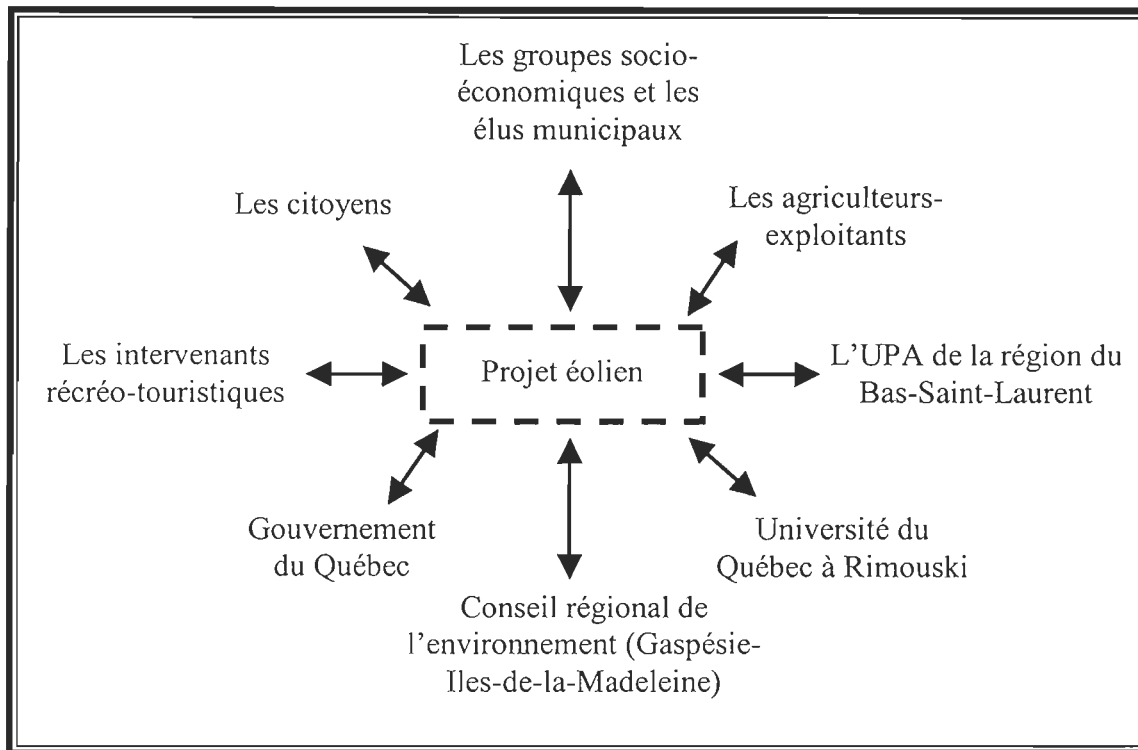 Les groupes socio-
économiques et les
élus municipaux
Les citoyens
Les agriculteurs-
exploitants
Les intervenants
récréo-touristiques
Projet éolien
L'UPA de la région du
Bas-Saint-Laurent
Gouvernement
du Québec
Université du
Québec à Rimouski
Conseil régional de
l'environnement (Gaspésie-
Iles-de-la-Madeleine)